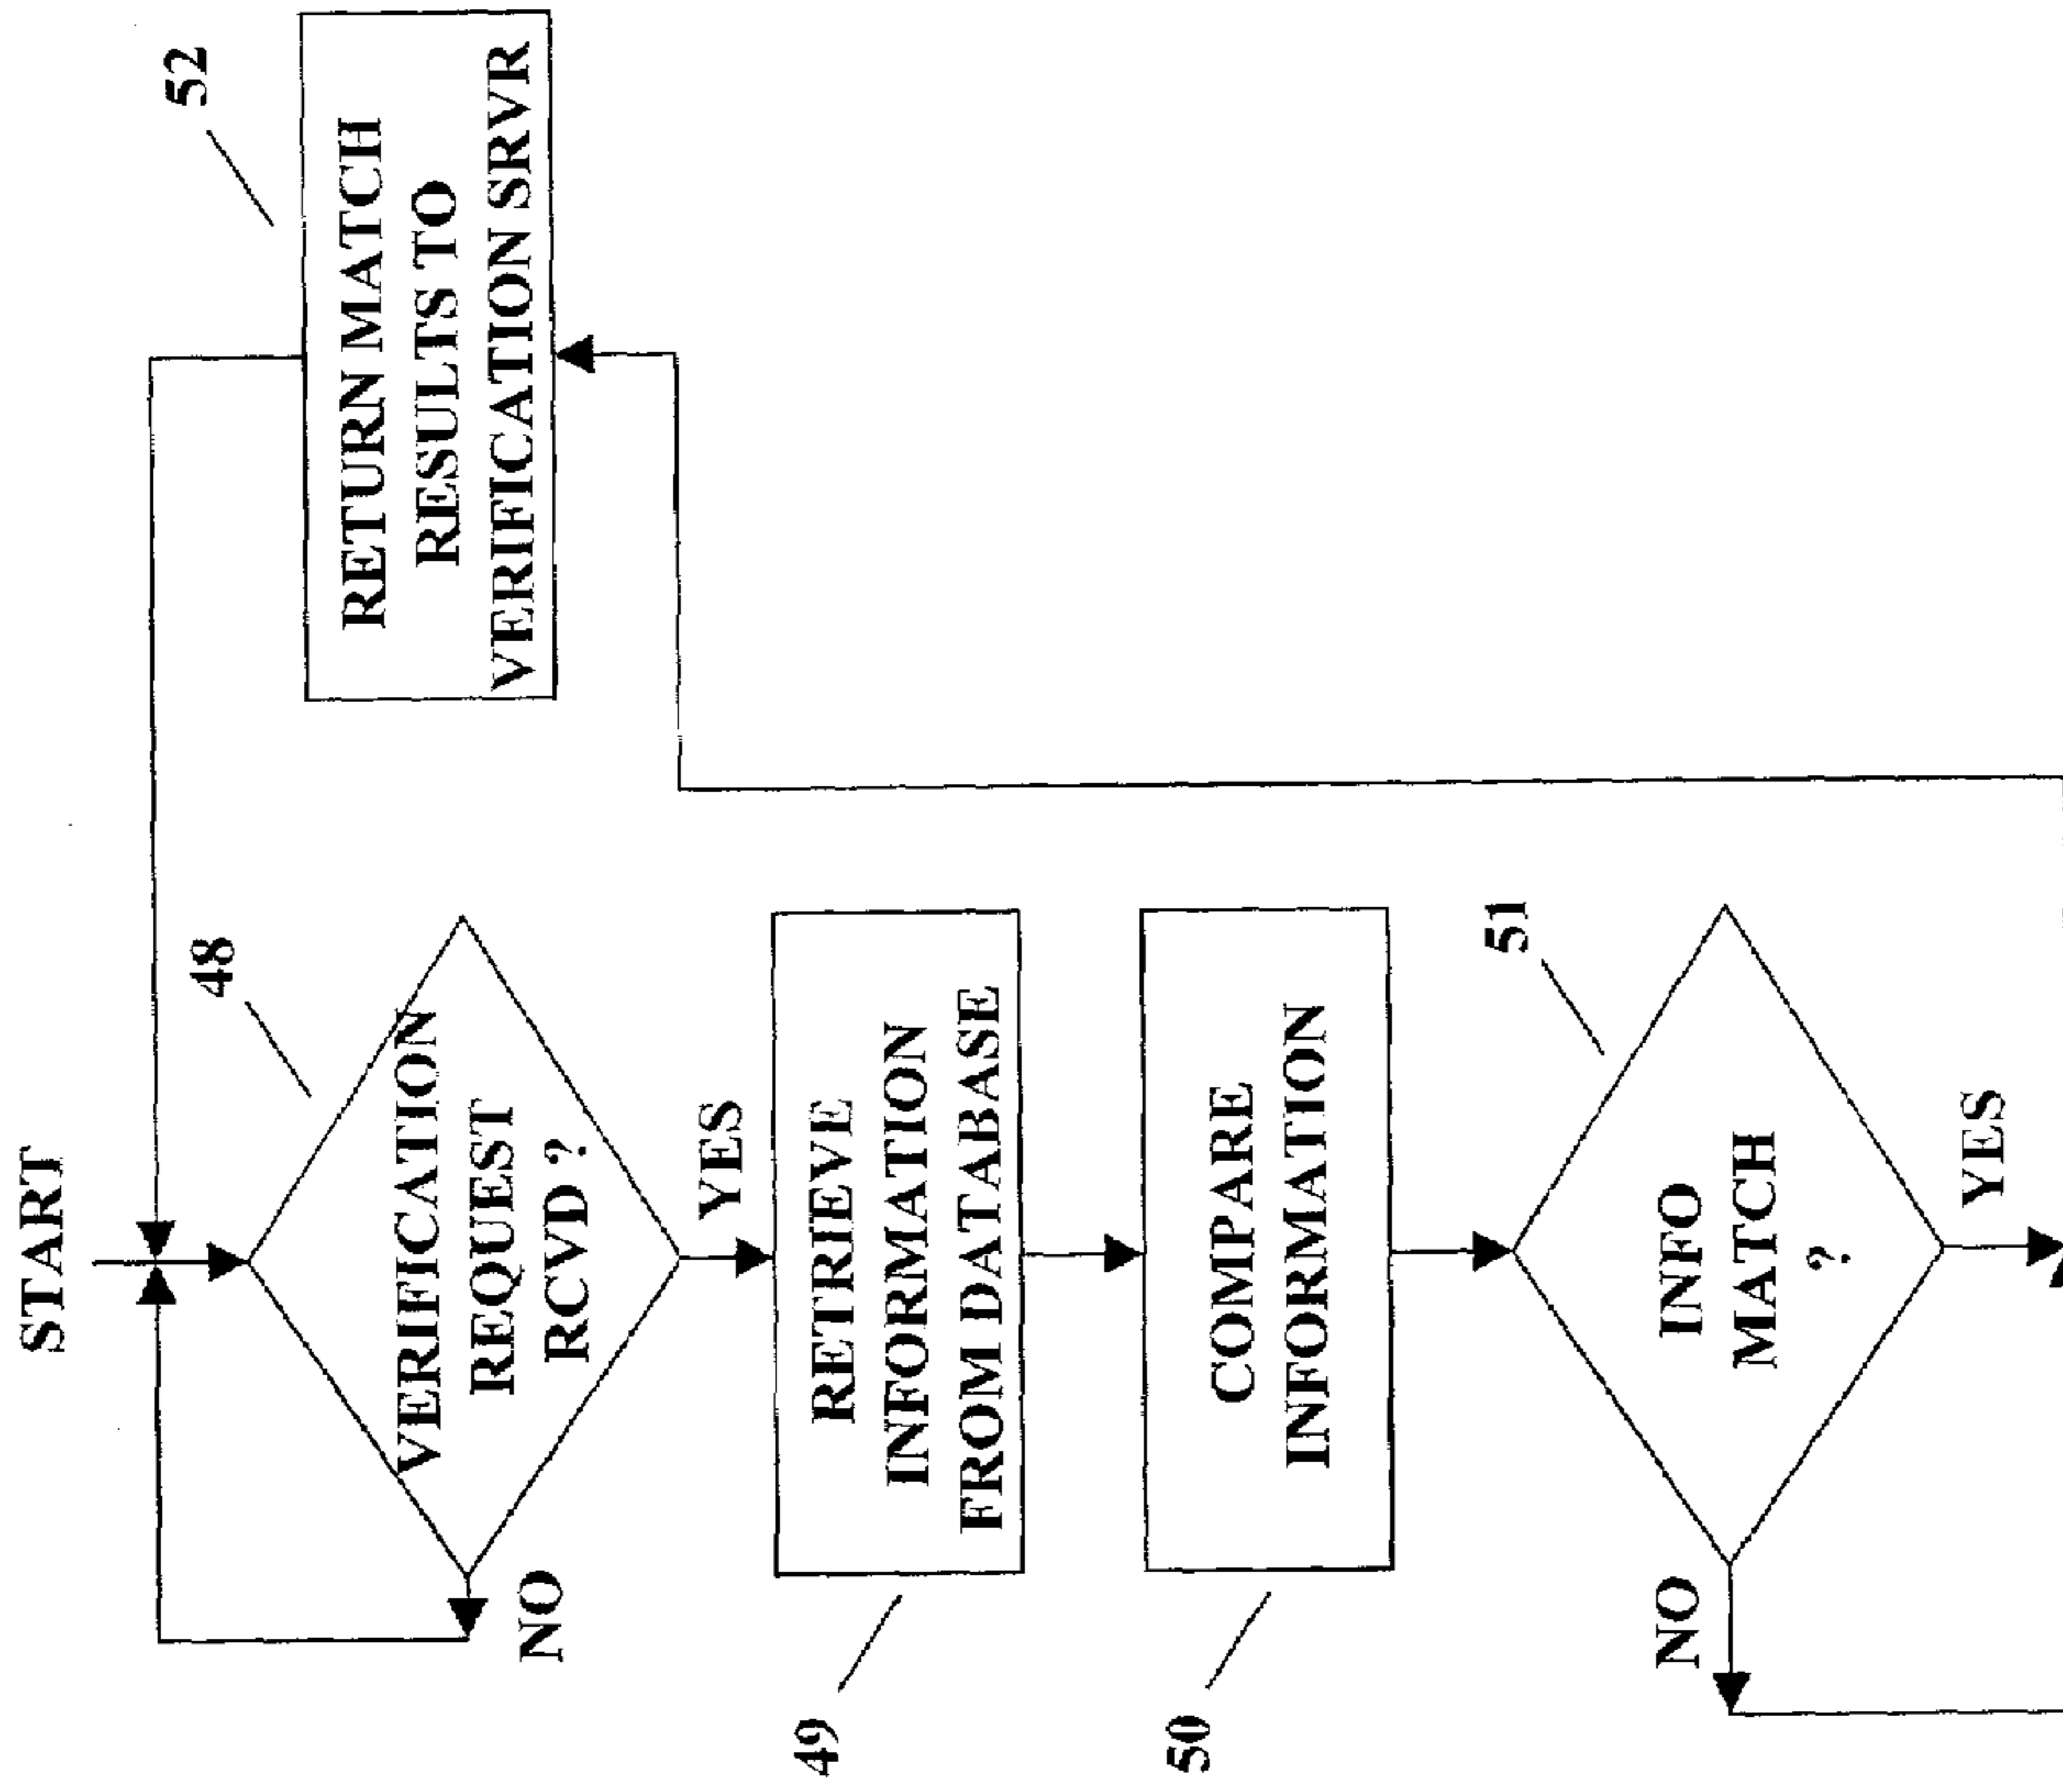 START
48
VERIFICATION
REQUEST
RCVD?
NO
YES
49
RETRIEVE
INFORMATION
FROM DATABASE
50
COMPARE
INFORMATION
51
INFO
MATCH
?
NO
YES
52
RETURN MATCH
RESULTS TO
VERIFICATION SRVR